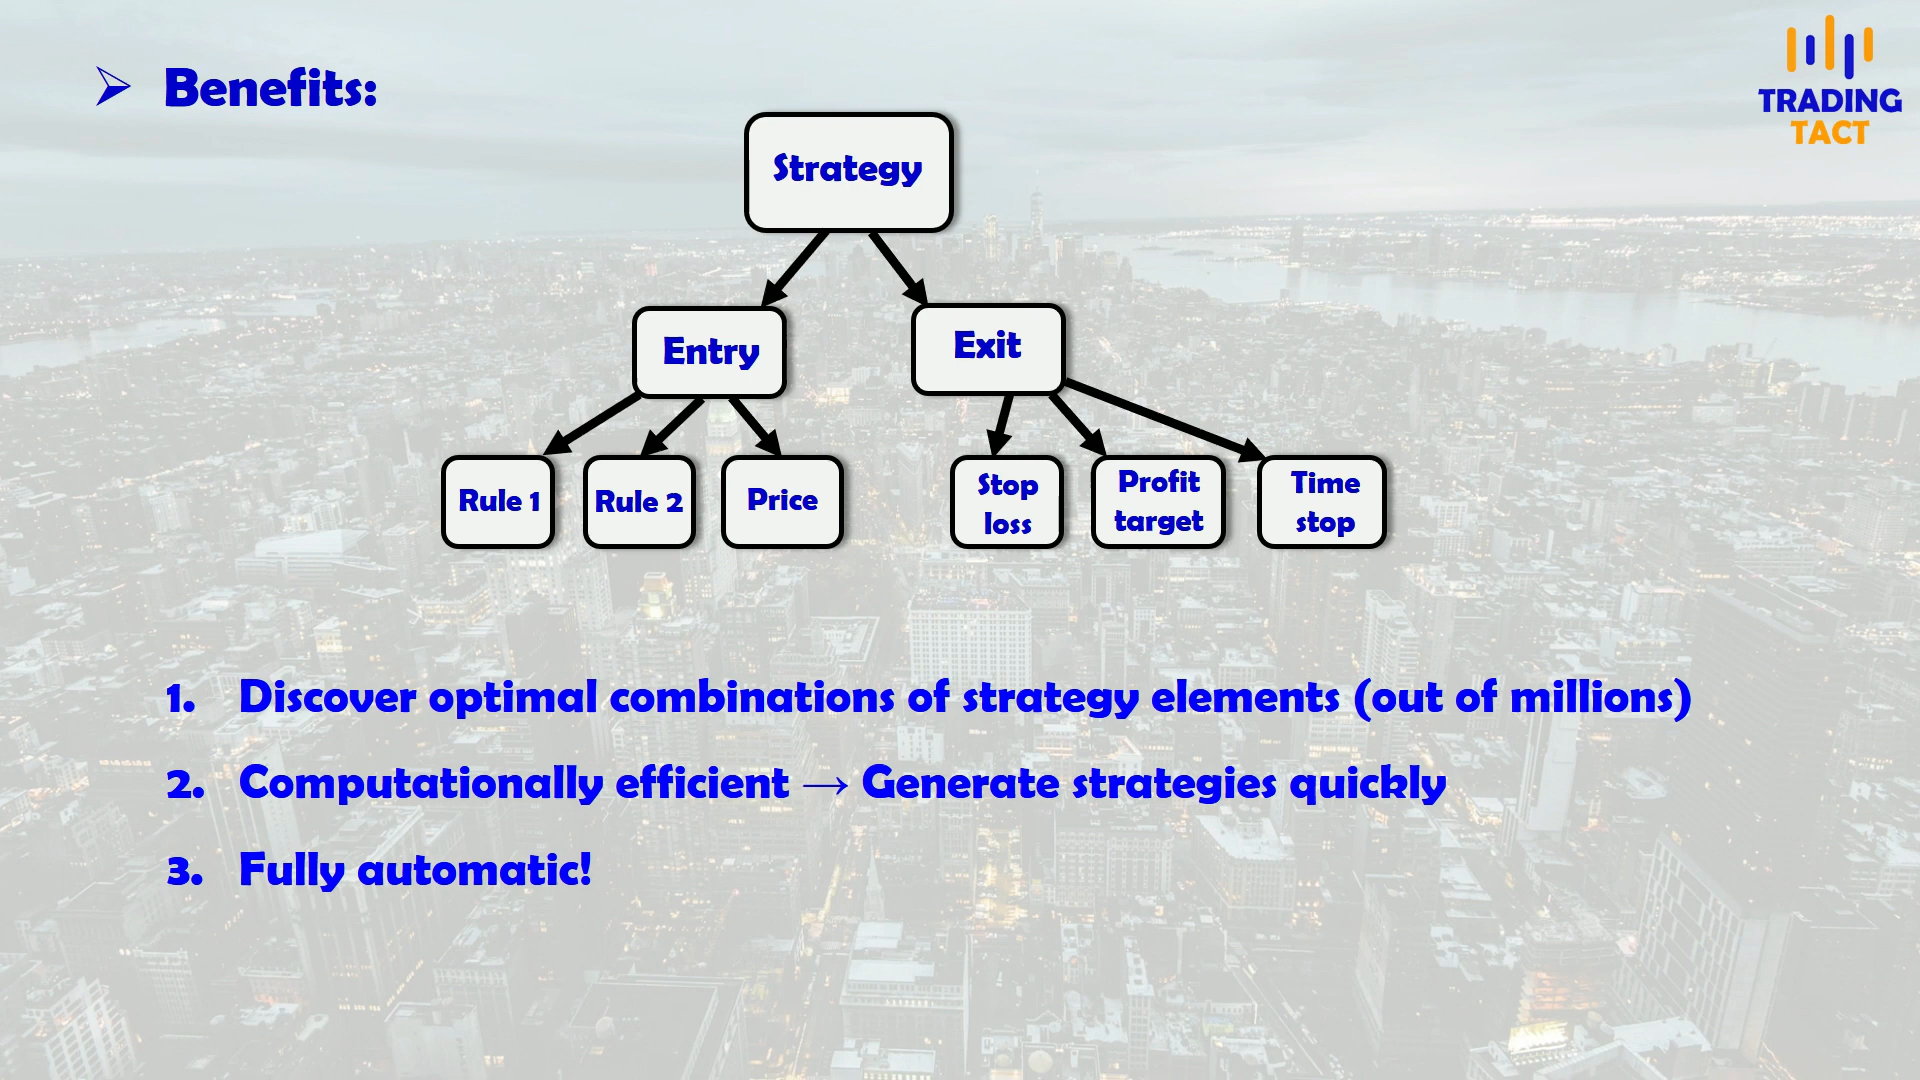 Benefits:
TRADING
TACT
Strategy
Entry
Exit
Rule 1
Rule 2
Price
Stop
loss
Profit
target
Time
stop
1. Discover optimal combinations of strategy elements (out of millions)
2. Computationally efficient → Generate strategies quickly
3. Fully automatic!